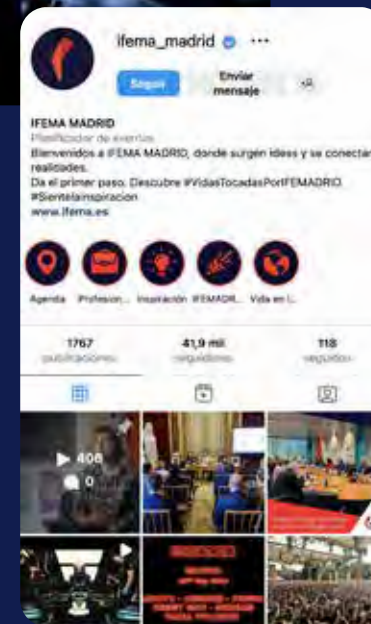 ifema_madrid
Seguir
Enviar
mensaje
IFEMA MADRID
Planificador de eventos
Bienvenidos a IFEMA MADRID, donde surgen ideas y se conectan
realidades.
Da el primer paso. Descubre #VidasTocadasPorIFEMADRID
#Sientelainspiracion
www.ifema.es
Agenda Profesion... Inspiración IFEMADR... Vida en I...
1767 41,9 mil 118
publicaciones seguidores seguidos
406
0